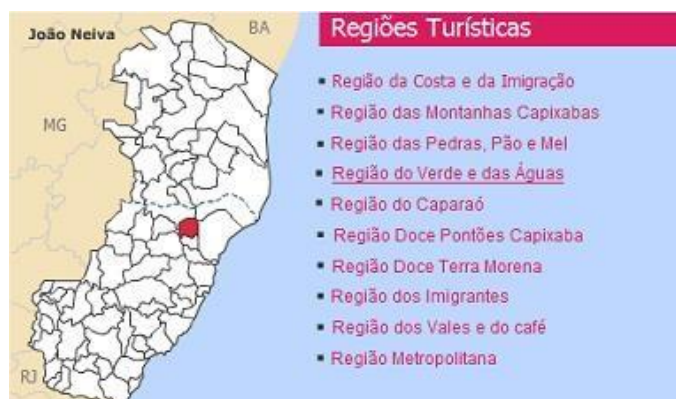 João Neiva
BA
MG
RJ
Regiões Turísticas
Região da Costa e da Imigração
Região das Montanhas Capixabas
Região das Pedras, Pão e Mel
Região do Verde e das Águas
Região do Caparaó
Região Doce Pontões Capixaba
Região Doce Terra Morena
Região dos Imigrantes
Região dos Vales e do café
Região Metropolitana